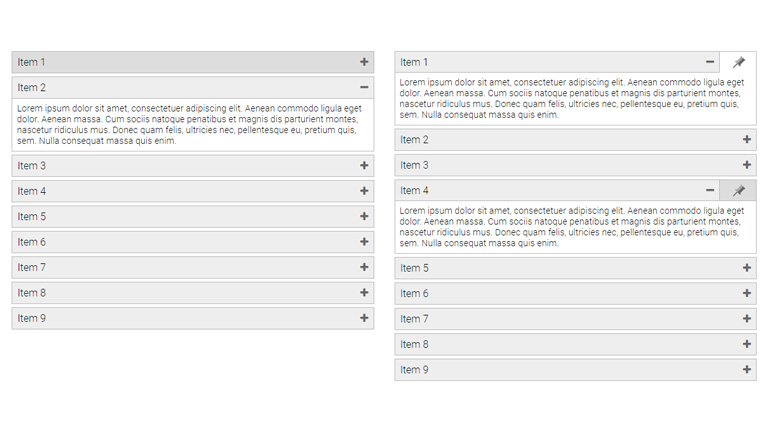 Item 1
Item 2
Lorem ipsum dolor sit amet, consectetuer adipiscing elit. Aenean commodo ligula eget
dolor. Aenean massa. Cum sociis natoque penatibus et magnis dis parturient montes,
nascetur ridiculus mus. Donec quam felis, ultricies nec, pellentesque eu, pretium quis,
sem. Nulla consequat massa quis enim.
Item 3
Item 4
Item 5
Item 6
Item 7
Item 8
Item 9
Item 1
Lorem ipsum dolor sit amet, consectetuer adipiscing elit. Aenean commodo ligula eget
dolor. Aenean massa. Cum sociis natoque penatibus et magnis dis parturient montes,
nascetur ridiculus mus. Donec quam felis, ultricies nec, pellentesque eu, pretium quis,
sem. Nulla consequat massa quis enim.
Item 2
Item 3
Item 4
Lorem ipsum dolor sit amet, consectetuer adipiscing elit. Aenean commodo ligula eget
dolor. Aenean massa. Cum sociis natoque penatibus et magnis dis parturient montes,
nascetur ridiculus mus. Donec quam felis, ultricies nec, pellentesque eu, pretium quis,
sem. Nulla consequat massa quis enim.
Item 5
Item 6
Item 7
Item 8
Item 9